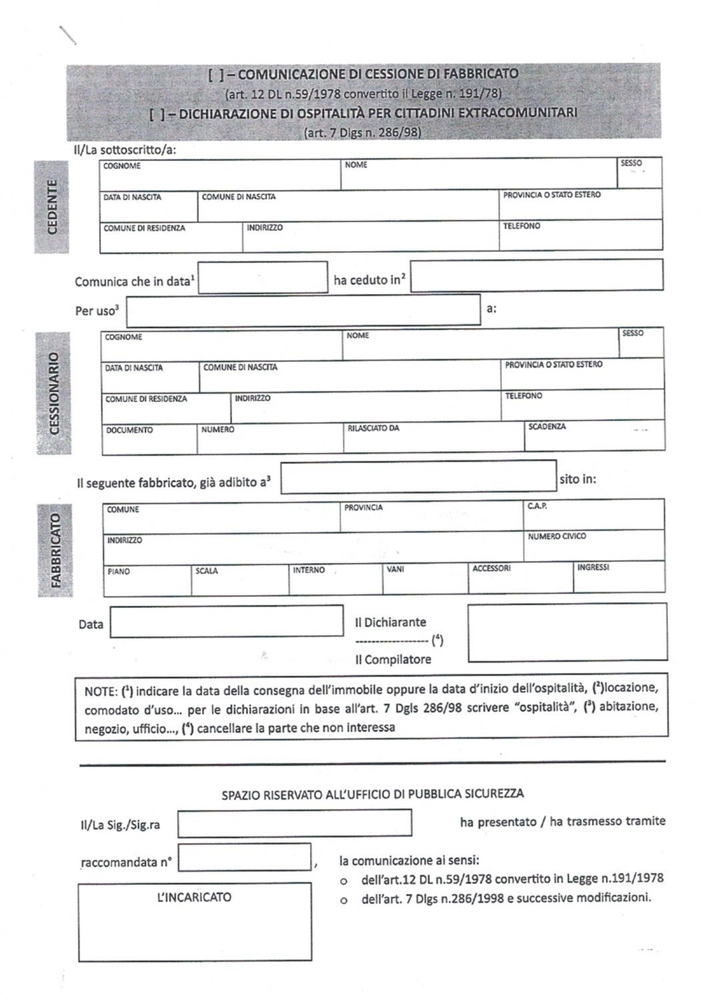 [ ] – COMUNICAZIONE DI CESSIONE DI FABBRICATO
(art. 12 DL n.59/1978 convertito il Legge n. 191/78)
[ ] – DICHIARAZIONE DI OSPITALITÀ PER CITTADINI EXTRACOMUNITARI
(art. 7 Dlgs n. 286/98)
Il/La sottoscritto/a:
CEDENTE
COGNOME NOME SESSO
DATA DI NASCITA COMUNE DI NASCITA PROVINCIA O STATO ESTERO
COMUNE DI RESIDENZA INDIRIZZO TELEFONO
Comunica che in data¹ ha ceduto in²
Per uso³ a:
CESSIONARIO
COGNOME NOME SESSO
DATA DI NASCITA COMUNE DI NASCITA PROVINCIA O STATO ESTERO
COMUNE DI RESIDENZA INDIRIZZO TELEFONO
DOCUMENTO NUMERO RILASCIATO DA SCADENZA
Il seguente fabbricato, già adibito a³ sito in:
FABBRICATO
COMUNE PROVINCIA C.A.P.
INDIRIZZO NUMERO CIVICO
PIANO SCALA INTERNO VANI ACCESSORI INGRESSI
Data Il Dichiarante
------------------ (⁴)
Il Compilatore
NOTE: (¹) indicare la data della consegna dell'immobile oppure la data d'inizio dell'ospitalità, (²)locazione,
comodato d'uso... per le dichiarazioni in base all'art. 7 Dgls 286/98 scrivere "ospitalità", (³) abitazione,
negozio, ufficio..., (⁴) cancellare la parte che non interessa
SPAZIO RISERVATO ALL'UFFICIO DI PUBBLICA SICUREZZA
Il/La Sig./Sig.ra ha presentato / ha trasmesso tramite
raccomandata n° , la comunicazione ai sensi:
o dell'art.12 DL n.59/1978 convertito in Legge n.191/1978
o dell'art. 7 Dlgs n.286/1998 e successive modificazioni.
L'INCARICATO